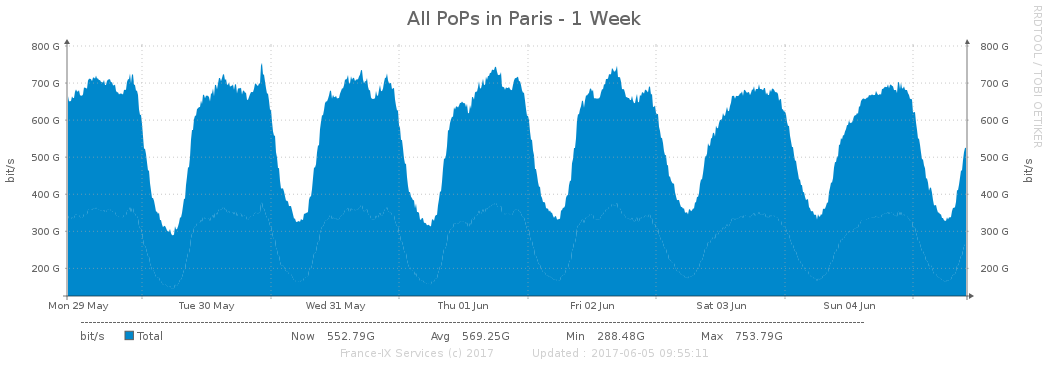 All PoPs in Paris - 1 Week
RRDTOOL / TOBI OETIKER
800 G 800 G
700 G 700 G
600 G 600 G
500 G 500 G
400 G 400 G
300 G 300 G
200 G 200 G
bit/s
bit/s
Mon 29 May Tue 30 May Wed 31 May Thu 01 Jun Fri 02 Jun Sat 03 Jun Sun 04 Jun
bit/s Total Now 552.79G Avg 569.25G Min 288.48G Max 753.79G
France-IX Services (c) 2017 Updated : 2017-06-05 09:55:11